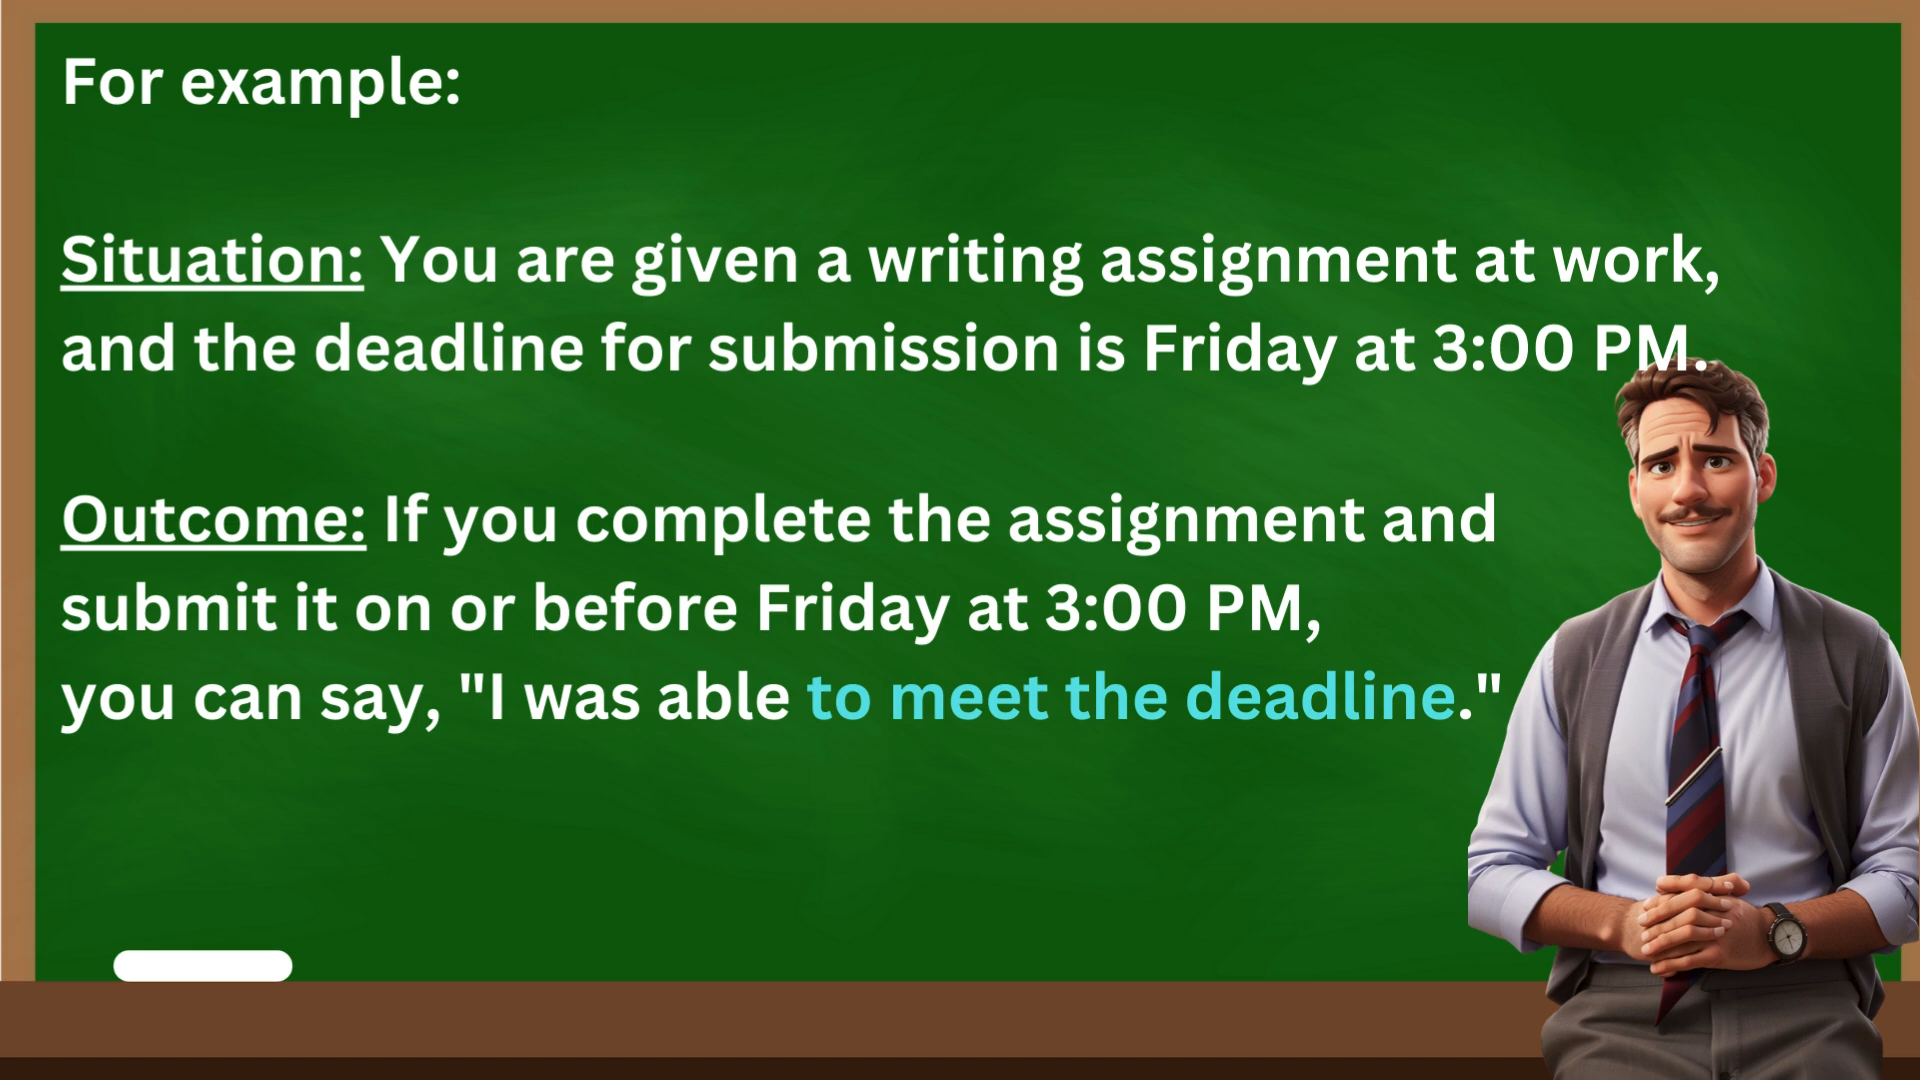 For example:
Situation: You are given a writing assignment at work,
and the deadline for submission is Friday at 3:00 PM.
Outcome: If you complete the assignment and
submit it on or before Friday at 3:00 PM,
you can say, "I was able to meet the deadline."